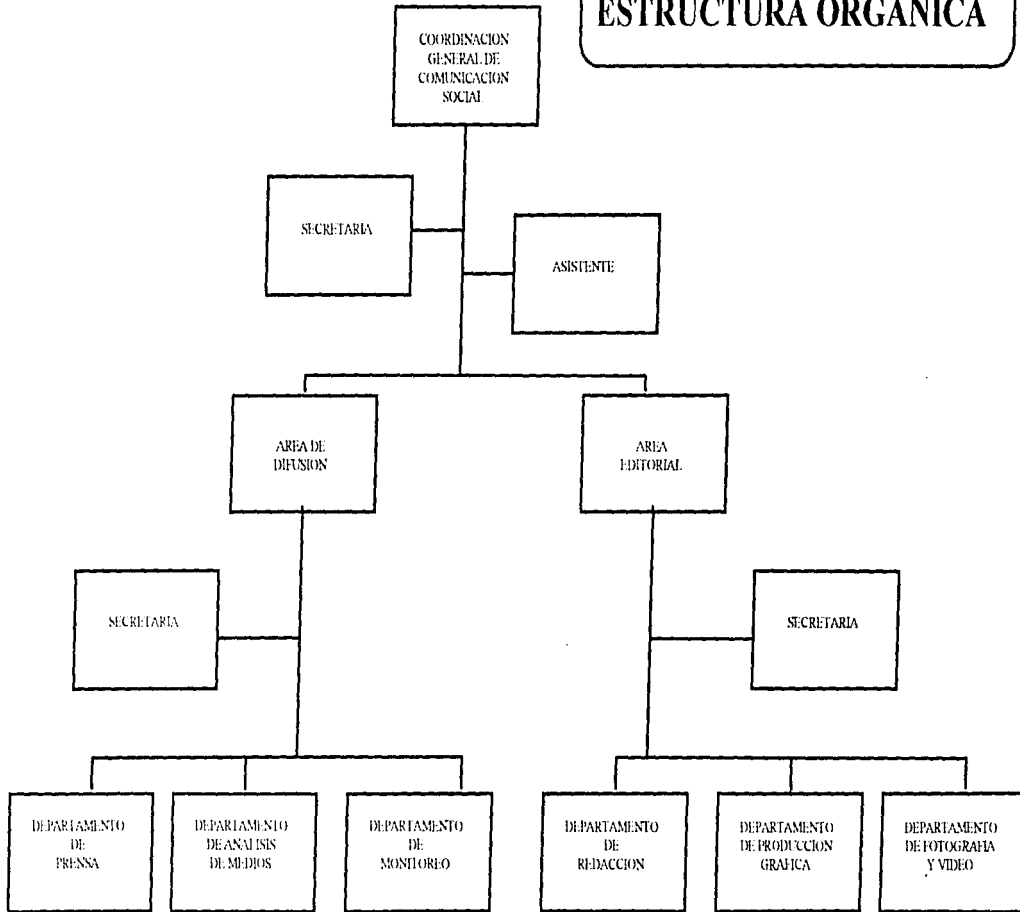 ESTRUCTURA ORGANICA
COORDINACION
GENERAL DE
COMUNICACION
SOCIAL
SECRETARIA
ASISTENTE
AREA DE
DIFUSION
AREA
EDITORIAL
SECRETARIA
SECRETARIA
DEPARTAMENTO
DE
PRENSA
DEPARTAMENTO
DE ANALISIS
DE MEDIOS
DEPARTAMENTO
DE
MONITOREO
DEPARTAMENTO
DE
REDACCION
DEPARTAMENTO
DE PRODUCCION
GRAFICA
DEPARTAMENTO
DE FOTOGRAFIA
Y VIDEO